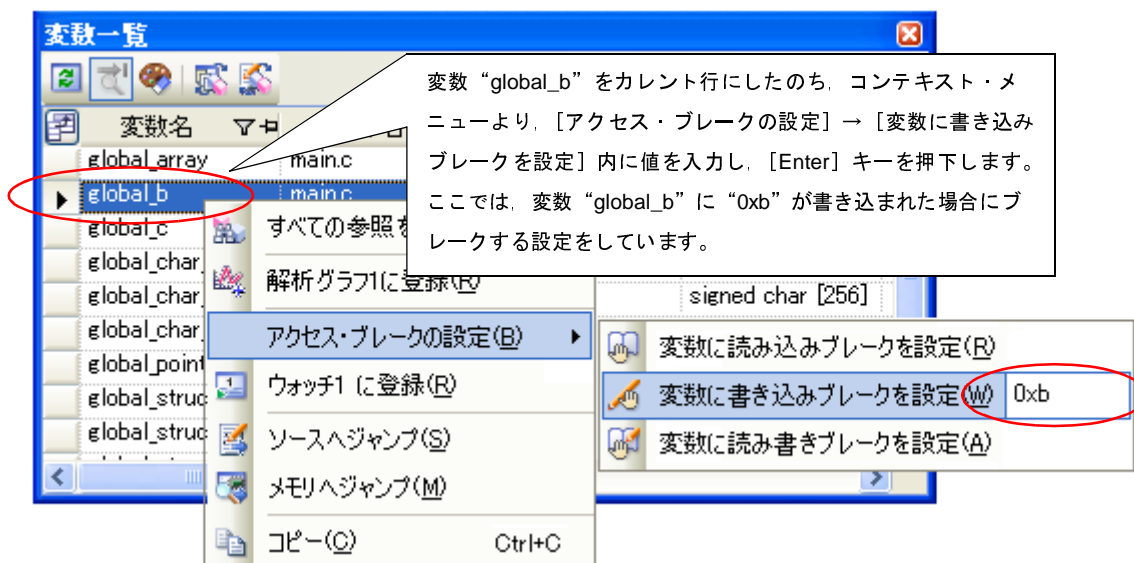 変数一覧
変数“global_b”をカレント行にしたのち，コンテキスト・メ
ニューより，［アクセス・ブレークの設定］→［変数に書き込み
ブレークを設定］内に値を入力し，［Enter］キーを押下します。
ここでは，変数“global_b”に“0xb”が書き込まれた場合にブ
レークする設定をしています。
変数名
global_array main.c
global_b main.c
global_c
global_char_
global_char_ signed char [256]
global_char_
global_point
global_struc
global_struc
すべての参照を
解析グラフ1に登録(R)
アクセス・ブレークの設定(B)
ウォッチ1 に登録(R)
ソースへジャンプ(S)
メモリへジャンプ(M)
コピー(C) Ctrl+C
変数に読み込みブレークを設定(R)
変数に書き込みブレークを設定(W) 0xb
変数に読み書きブレークを設定(A)